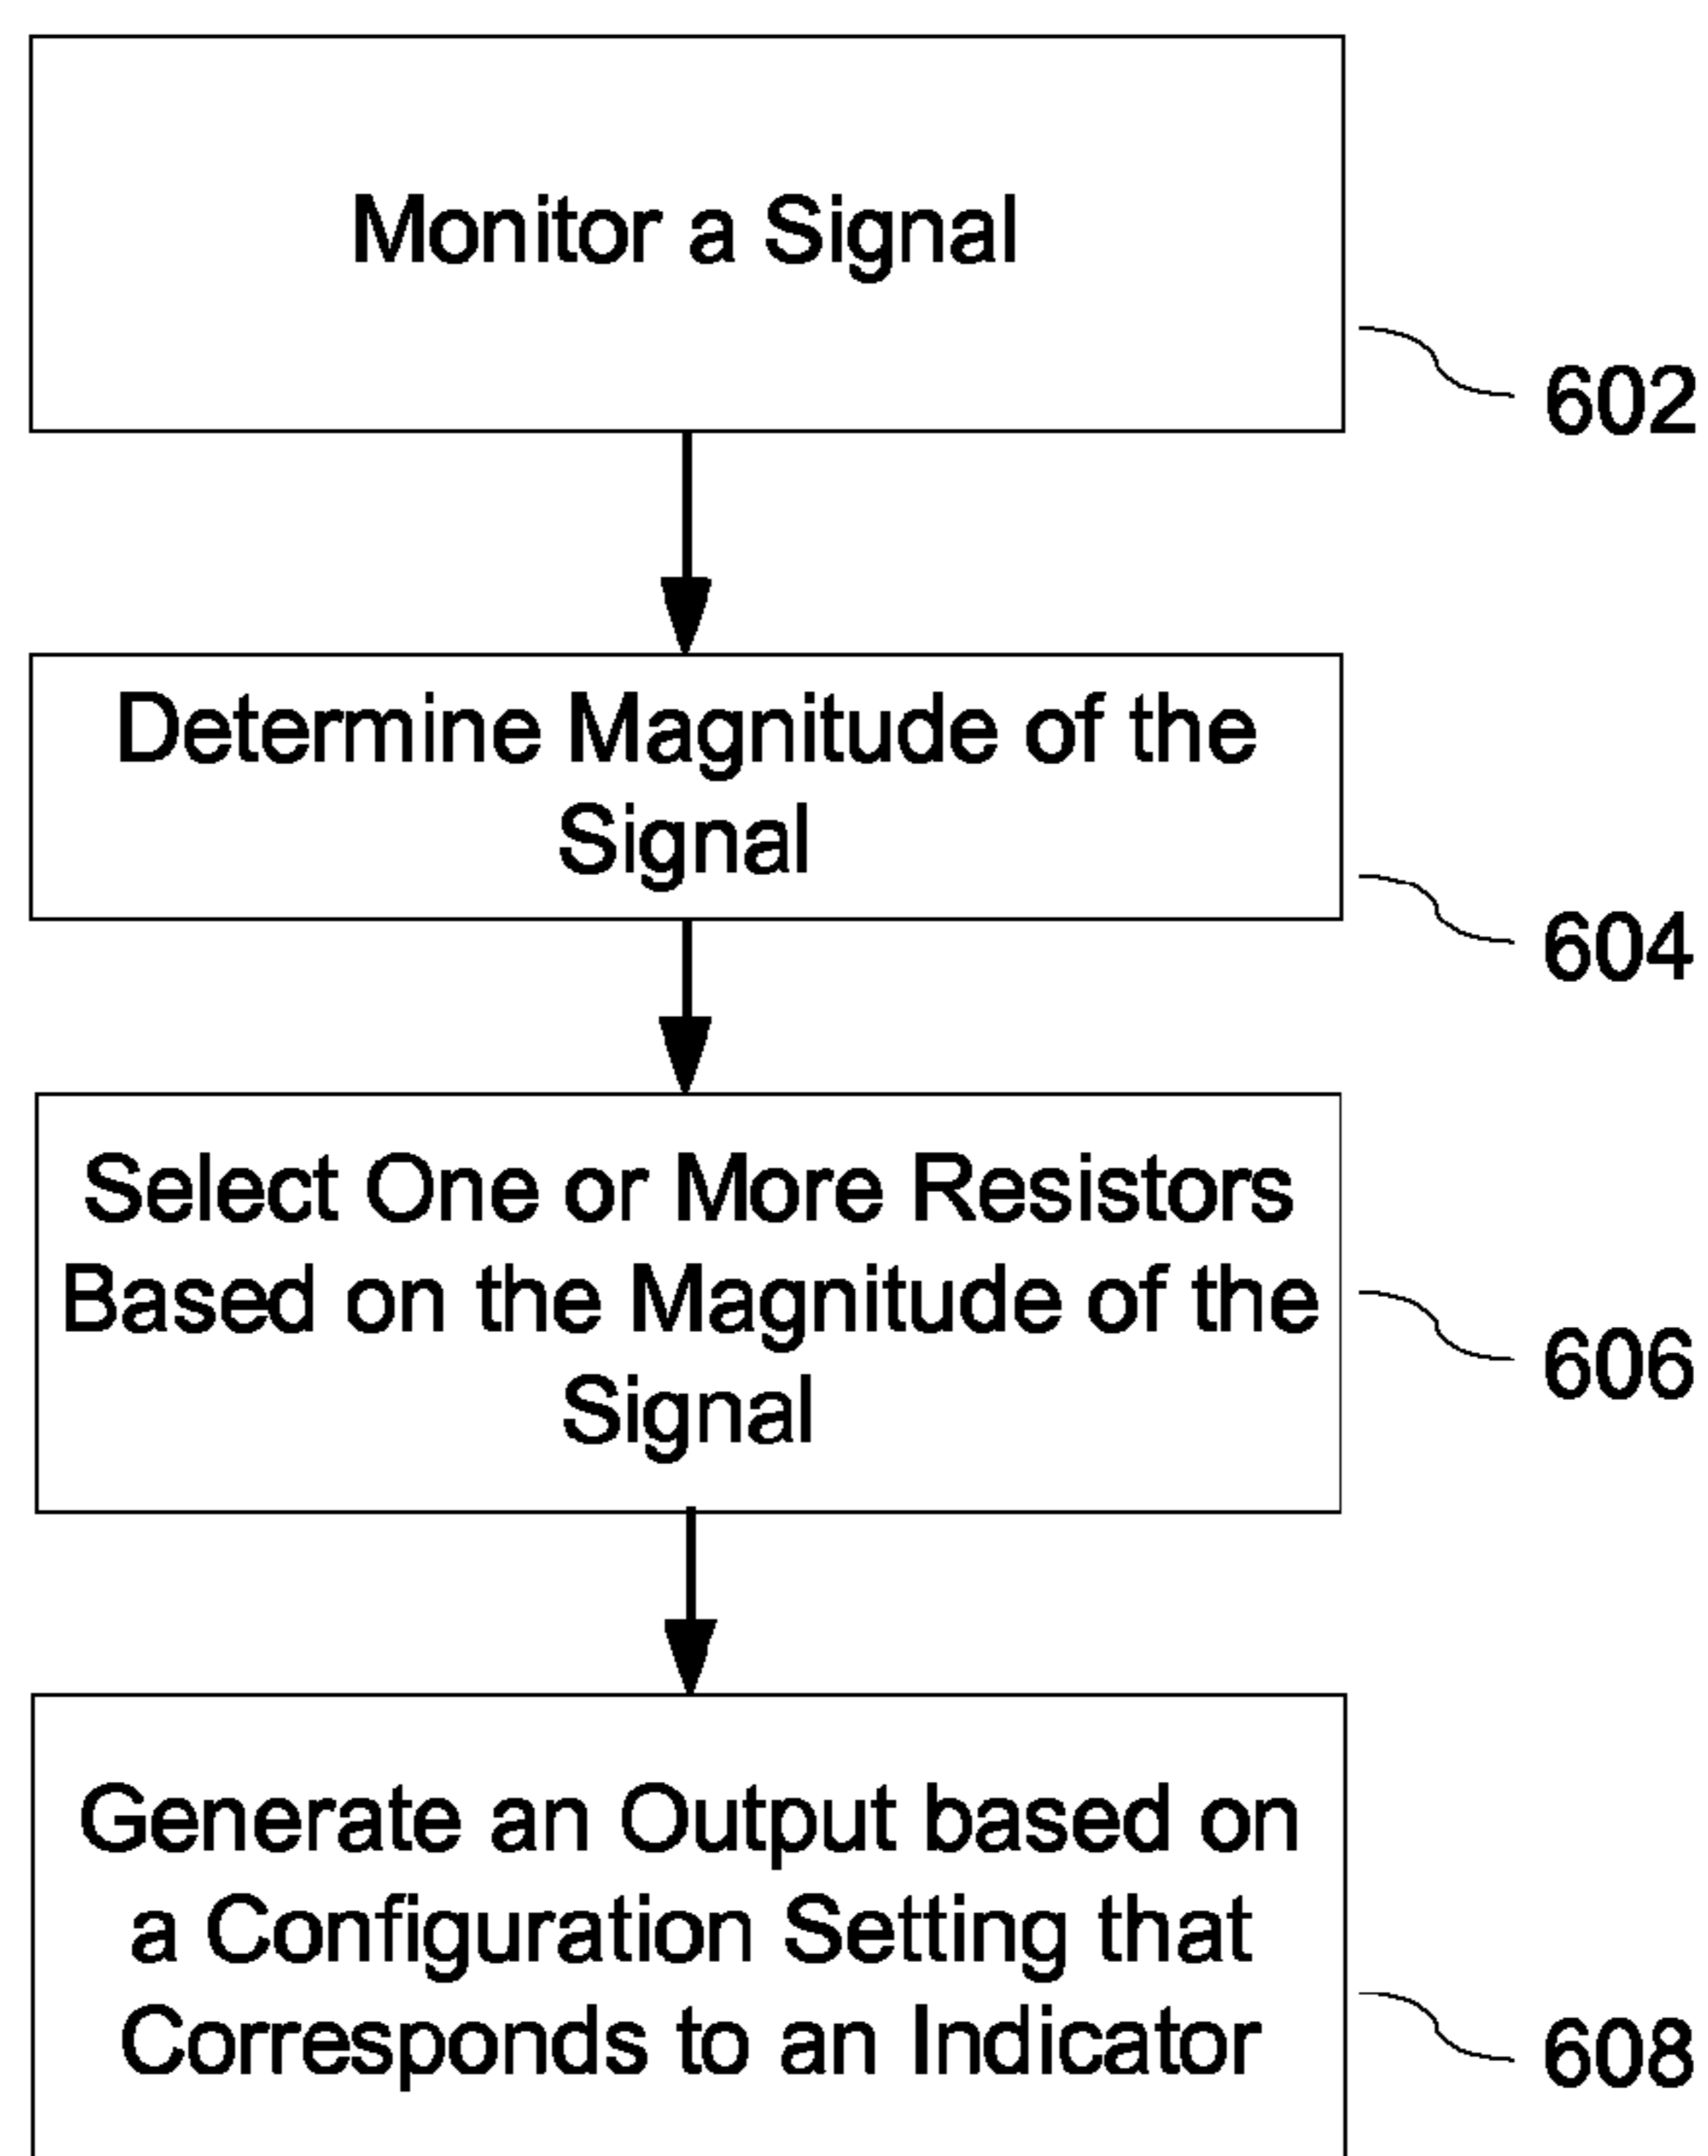 Monitor a Signal
602
Determine Magnitude of the
Signal
604
Select One or More Resistors
Based on the Magnitude of the
Signal
606
Generate an Output based on
a Configuration Setting that
Corresponds to an Indicator
608